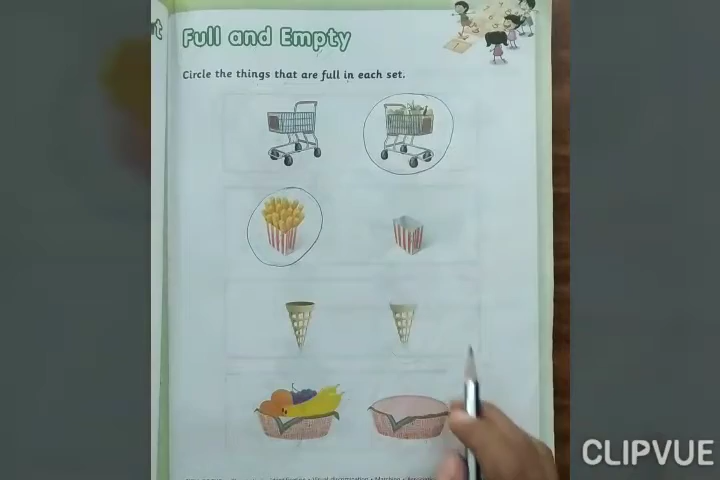 Full and Empty
Circle the things that are full in each set.
CLIPVUE